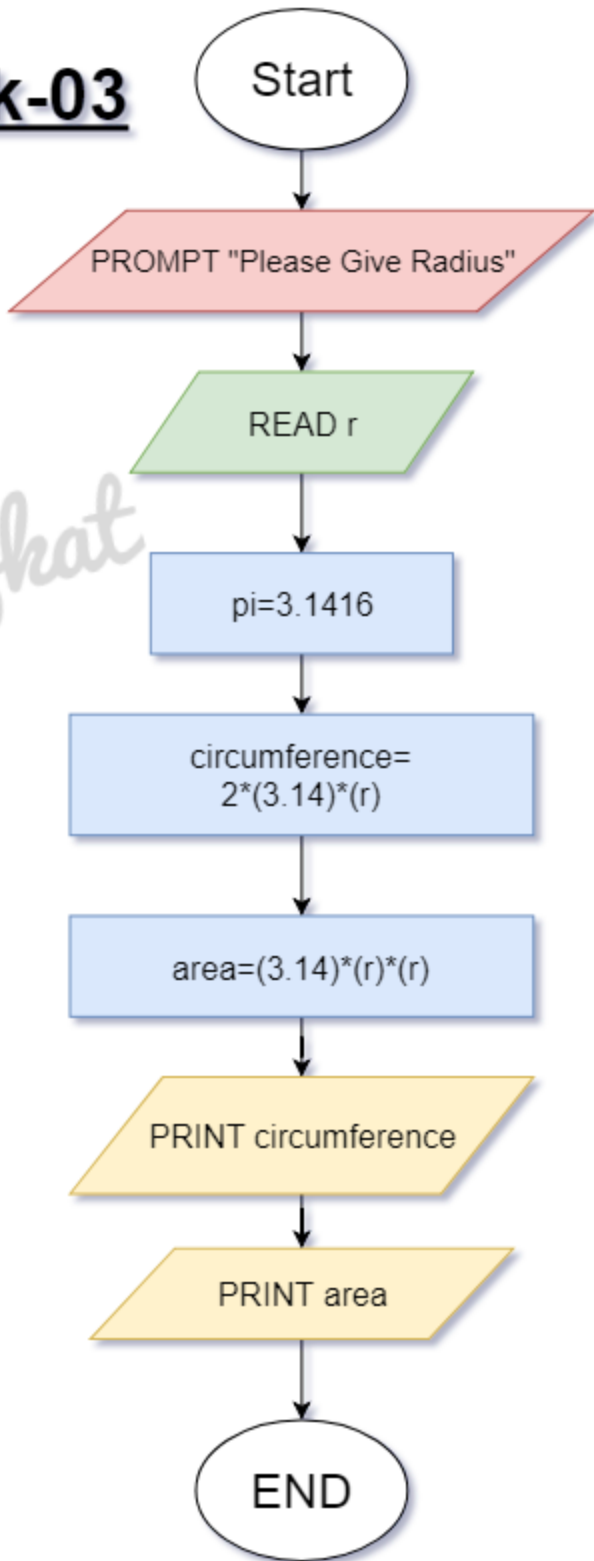 k-03
Start
PROMPT "Please Give Radius"
READ r
kat
pi=3.1416
circumference=
2*(3.14)*(r)
area=(3.14)*(r)*(r)
PRINT circumference
PRINT area
END